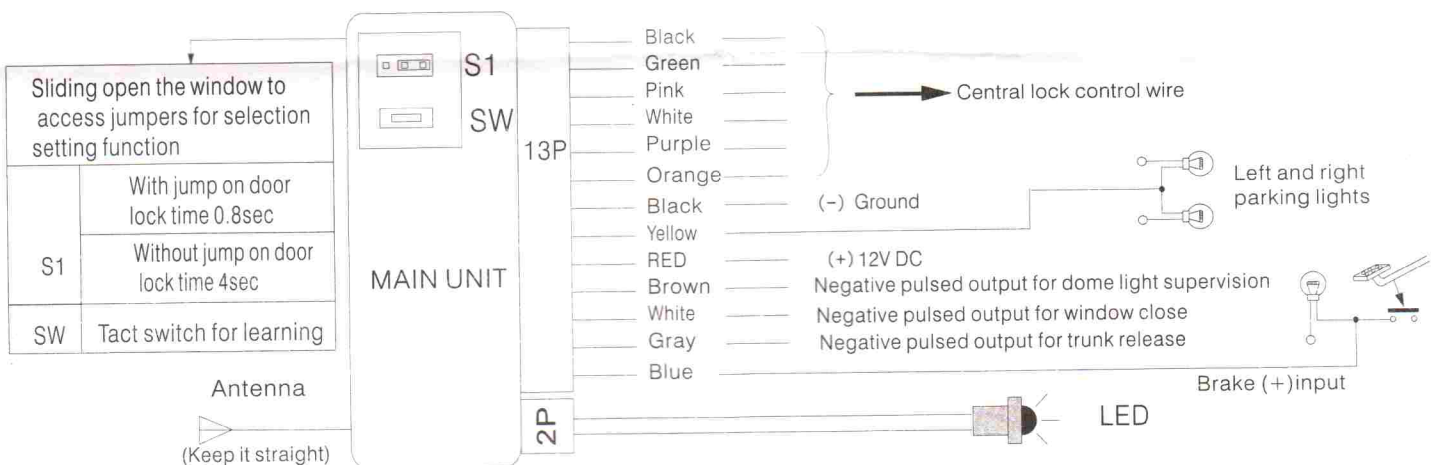 Sliding open the window to
access jumpers for selection
setting function
S1
With jump on door
lock time 0.8sec
Without jump on door
lock time 4sec
SW
Tact switch for learning
Antenna
(Keep it straight)
S1
SW
MAIN UNIT
13P
2P
Black
Green
Pink
White
Purple
Orange
Central lock control wire
Black (-) Ground
Yellow
Left and right
parking lights
RED (+) 12V DC
Brown Negative pulsed output for dome light supervision
White Negative pulsed output for window close
Gray Negative pulsed output for trunk release
Blue
Brake (+)input
LED